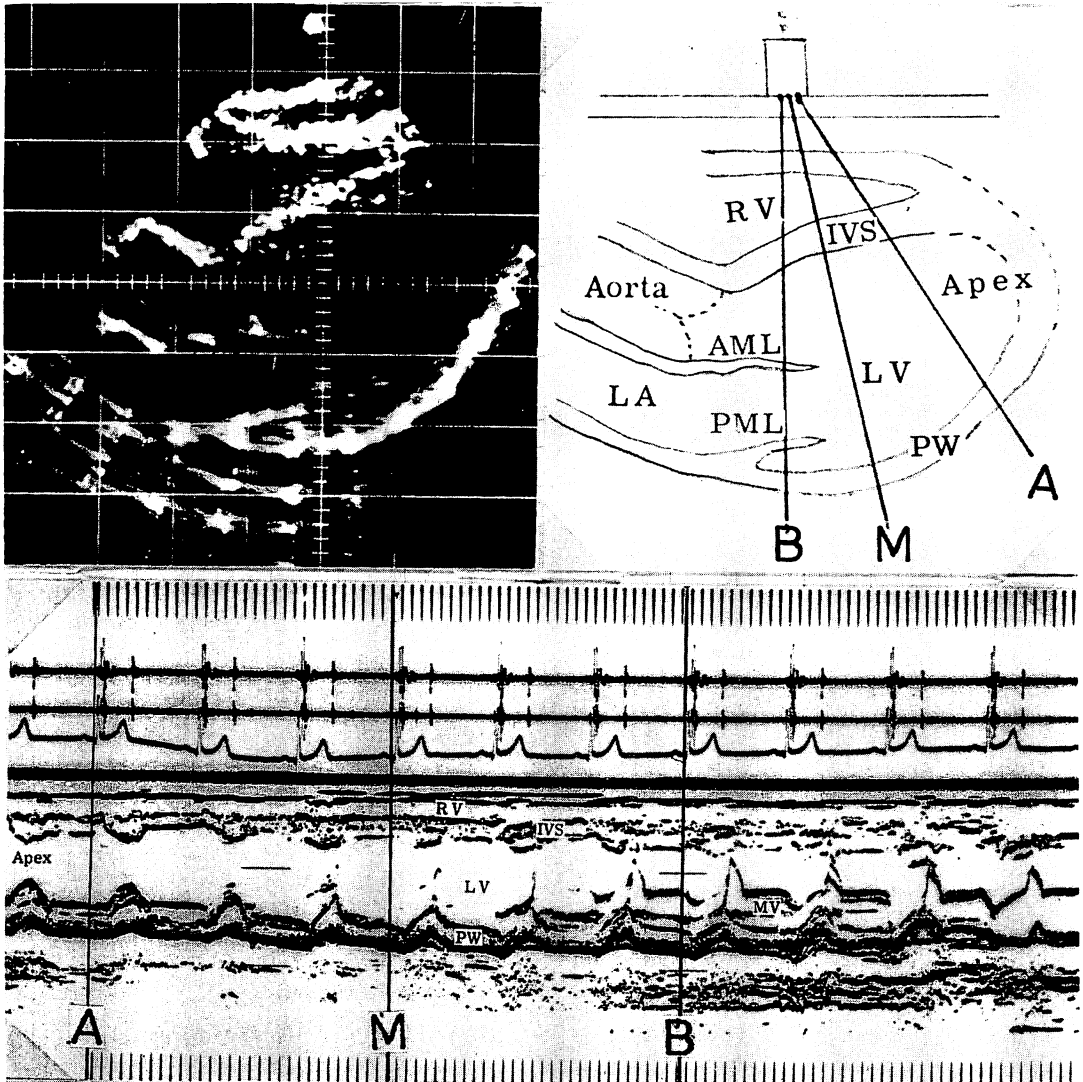 RV
IVS
Aorta
Apex
AML
LV
LA
PML
PW
A
B M
RV
IVS
Apex
LV
MV
PW
A M B